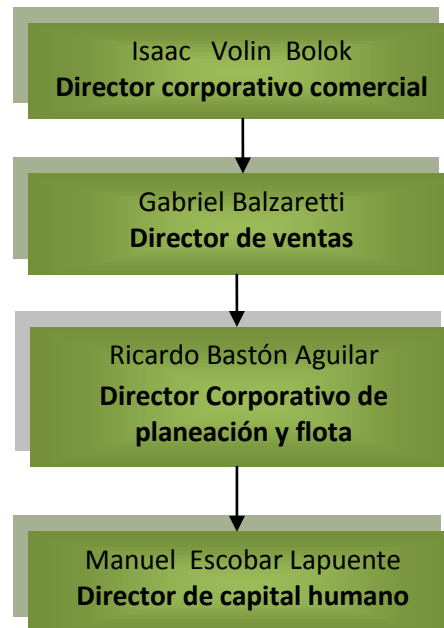 Isaac Volin Bolok
Director corporativo comercial
Gabriel Balzaretti
Director de ventas
Ricardo Bastón Aguilar
Director Corporativo de
planeación y flota
Manuel Escobar Lapuente
Director de capital humano